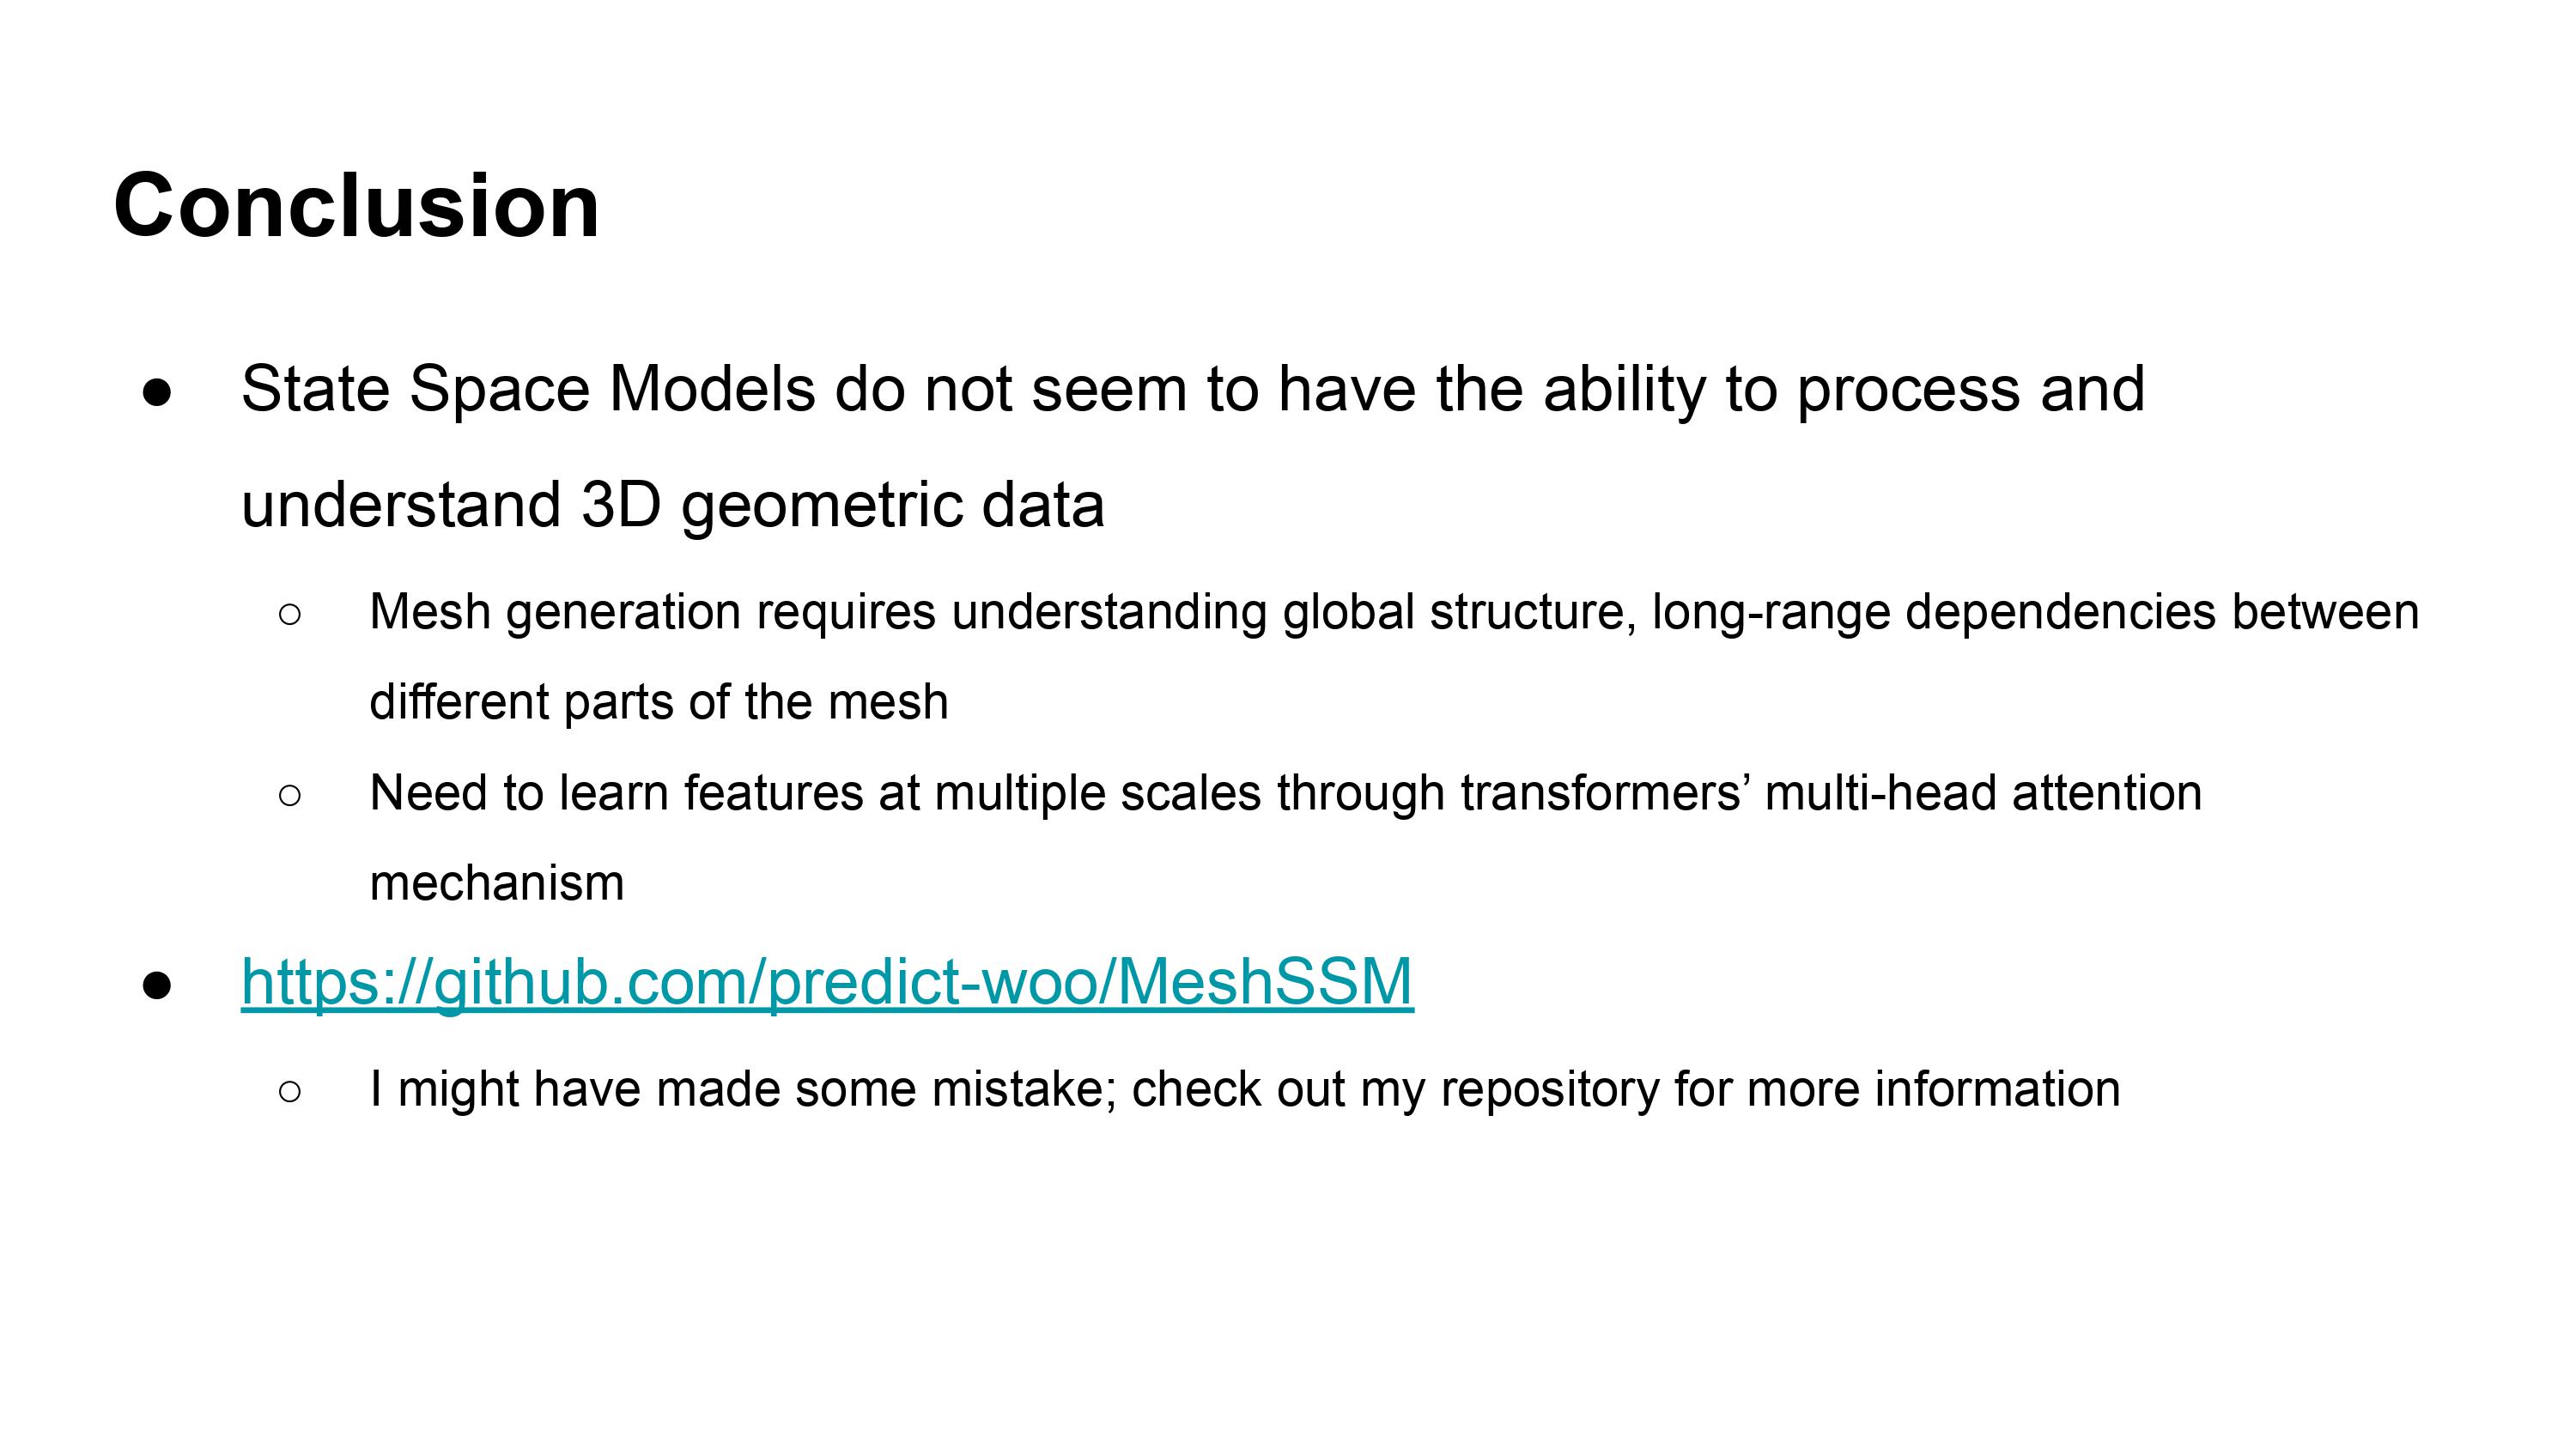 Conclusion
● State Space Models do not seem to have the ability to process and
understand 3D geometric data
○ Mesh generation requires understanding global structure, long-range dependencies between
different parts of the mesh
○ Need to learn features at multiple scales through transformers’ multi-head attention
mechanism
● https://github.com/predict-woo/MeshSSM
○ I might have made some mistake; check out my repository for more information